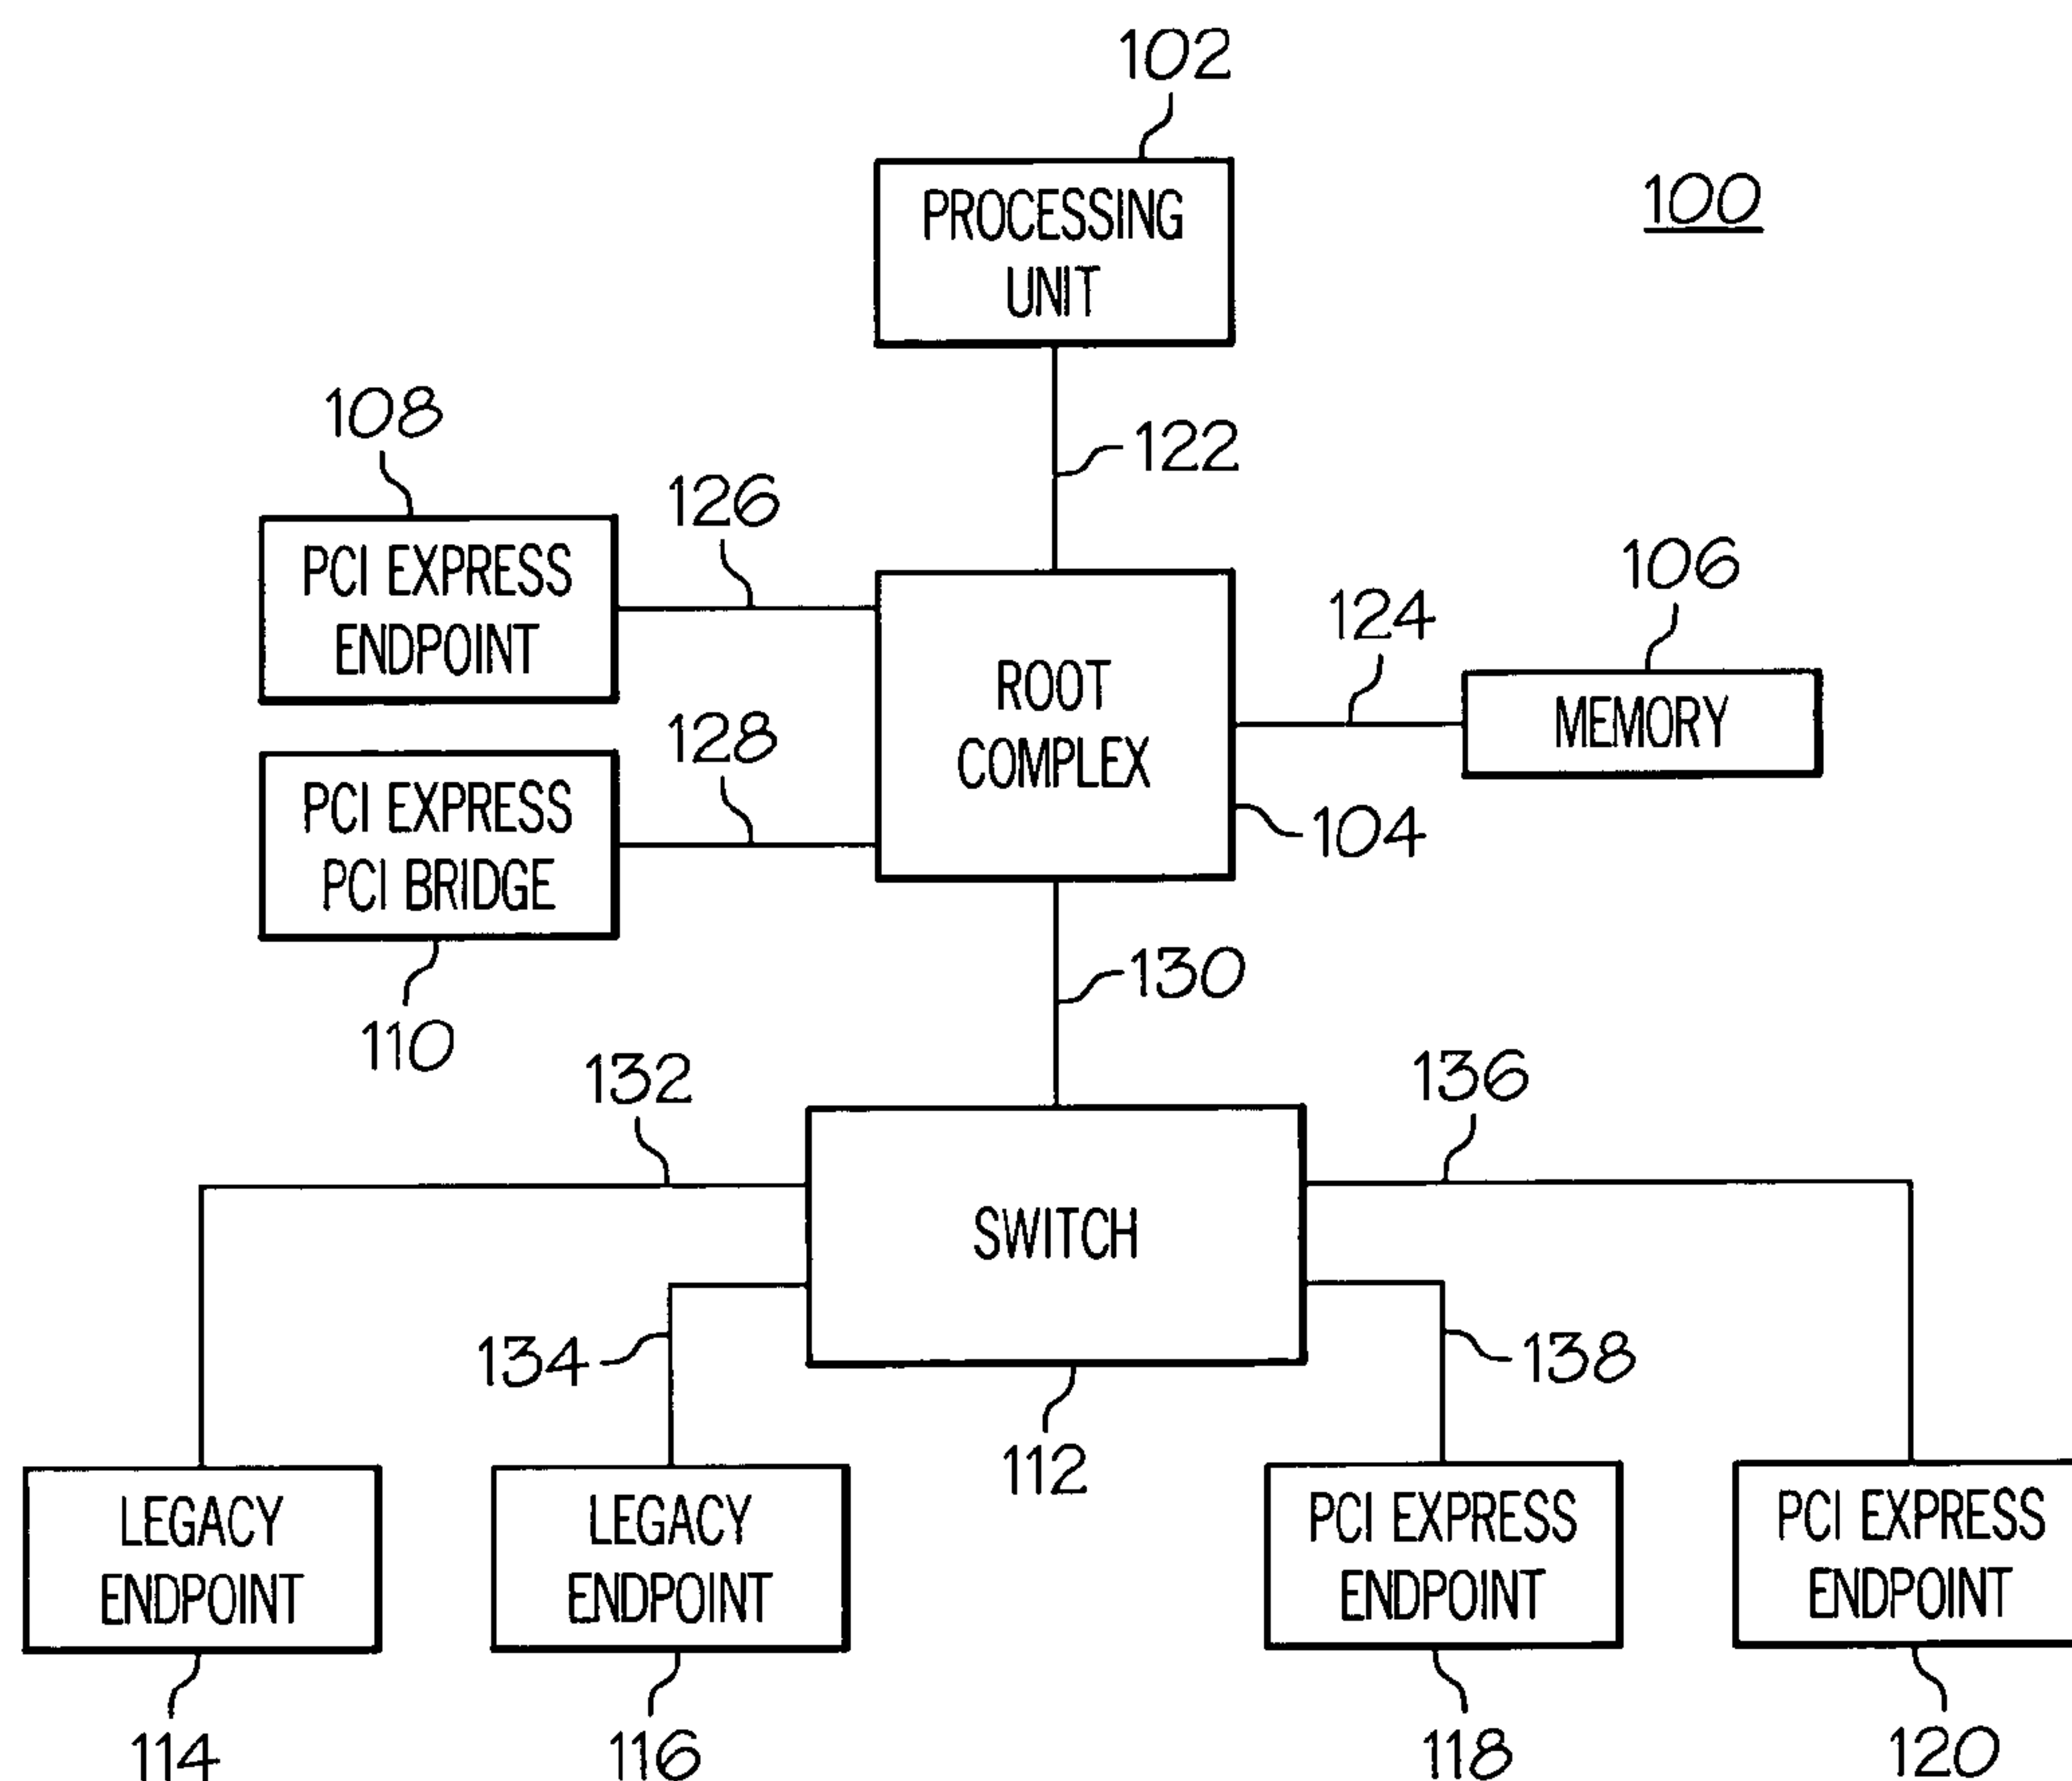 102
PROCESSING
UNIT
100
122
108
126
PCI EXPRESS
ENDPOINT
106
124
ROOT
COMPLEX
MEMORY
128
PCI EXPRESS
PCI BRIDGE
104
110
130
132
136
SWITCH
134
138
112
LEGACY
ENDPOINT
LEGACY
ENDPOINT
PCI EXPRESS
ENDPOINT
PCI EXPRESS
ENDPOINT
114
116
118
120